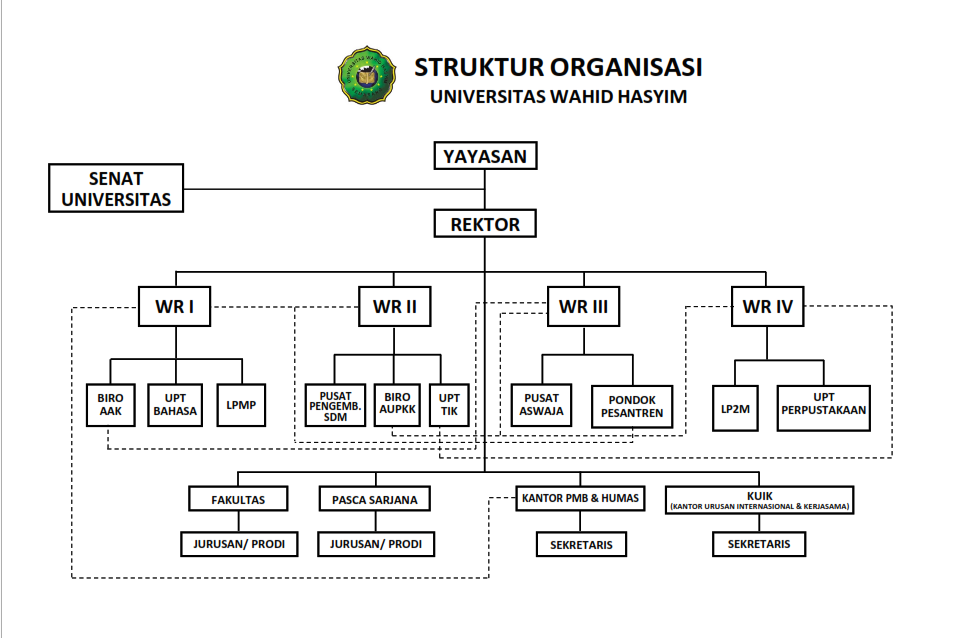 STRUKTUR ORGANISASI
UNIVERSITAS WAHID HASYIM
YAYASAN
SENAT
UNIVERSITAS
REKTOR
WR I
WR II
WR III
WR IV
BIRO
AAK
UPT
BAHASA
LPMP
PUSAT
PENGEMB.
SDM
BIRO
AUPKK
UPT
TIK
PUSAT
ASWAJA
PONDOK
PESANTREN
LP2M
UPT
PERPUSTAKAAN
FAKULTAS
PASCA SARJANA
KANTOR PMB & HUMAS
KUIK
(KANTOR URUSAN INTERNASIONAL & KERJASAMA)
JURUSAN/ PRODI
JURUSAN/ PRODI
SEKRETARIS
SEKRETARIS